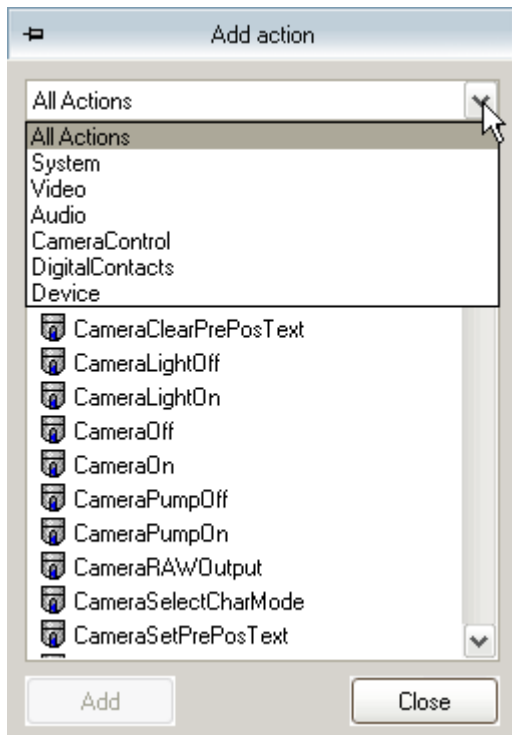 Add action
All Actions
All Actions
System
Video
Audio
CameraControl
DigitalContacts
Device
CameraClearPrePosText
CameraLightOff
CameraLightOn
CameraOff
CameraOn
CameraPumpOff
CameraPumpOn
CameraRAWOutput
CameraSelectCharMode
CameraSetPrePosText
Add
Close